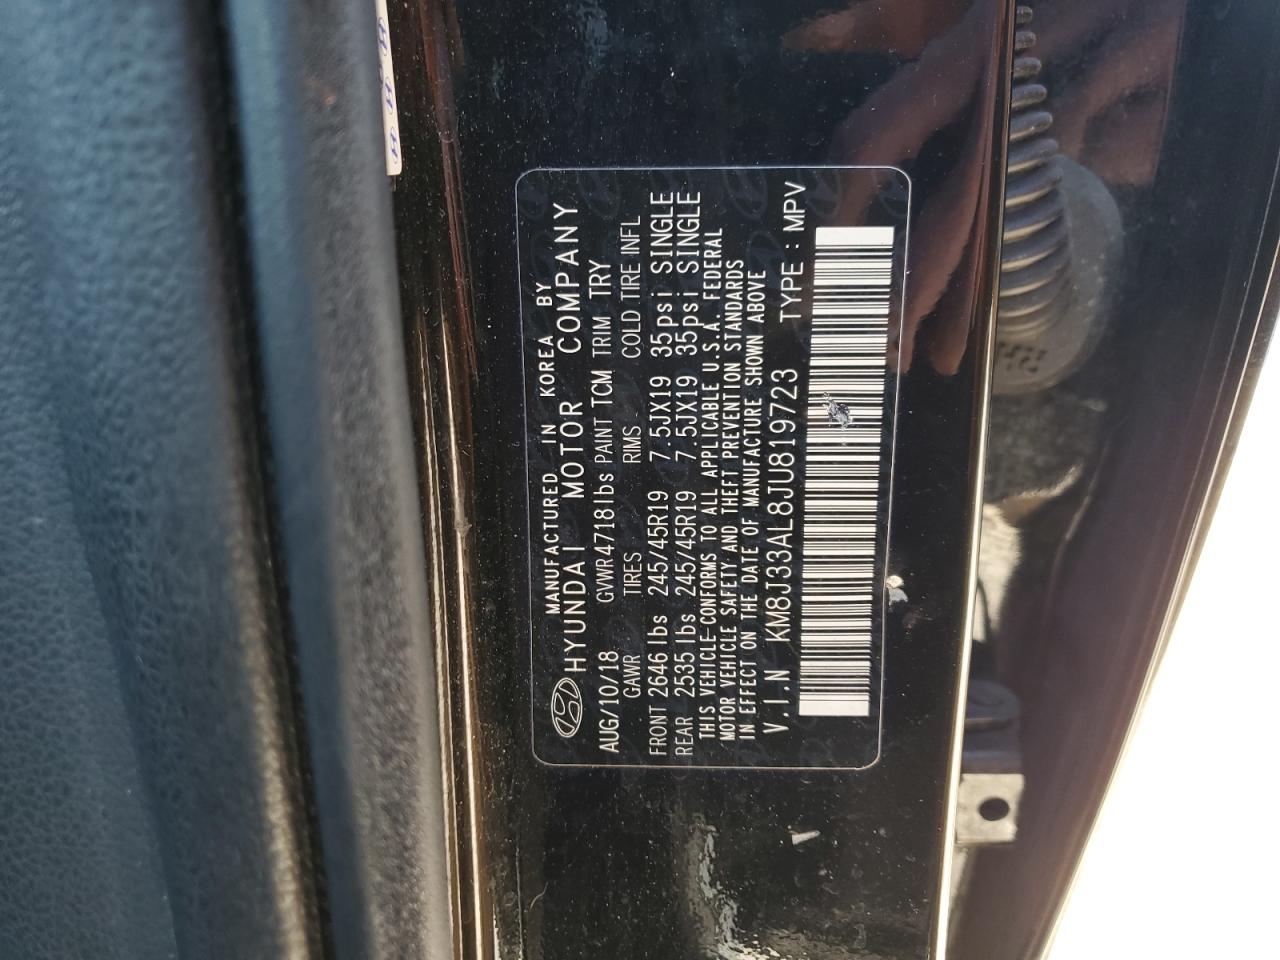 MANUFACTURED IN KOREA BY
HYUNDAI MOTOR COMPANY
AUG/10/18 GVWR4718lbs PAINT TCM TRIM TRY
GAWR TIRES RIMS COLD TIRE INFL
FRONT 2646 lbs 245/45R19 7.5JX19 35psi SINGLE
REAR 2535 lbs 245/45R19 7.5JX19 35psi SINGLE
THIS VEHICLE CONFORMS TO ALL APPLICABLE U.S.A. FEDERAL
MOTOR VEHICLE SAFETY AND THEFT PREVENTION STANDARDS
IN EFFECT ON THE DATE OF MANUFACTURE SHOWN ABOVE
V.I.N KM8J33AL8JU819723 TYPE : MPV